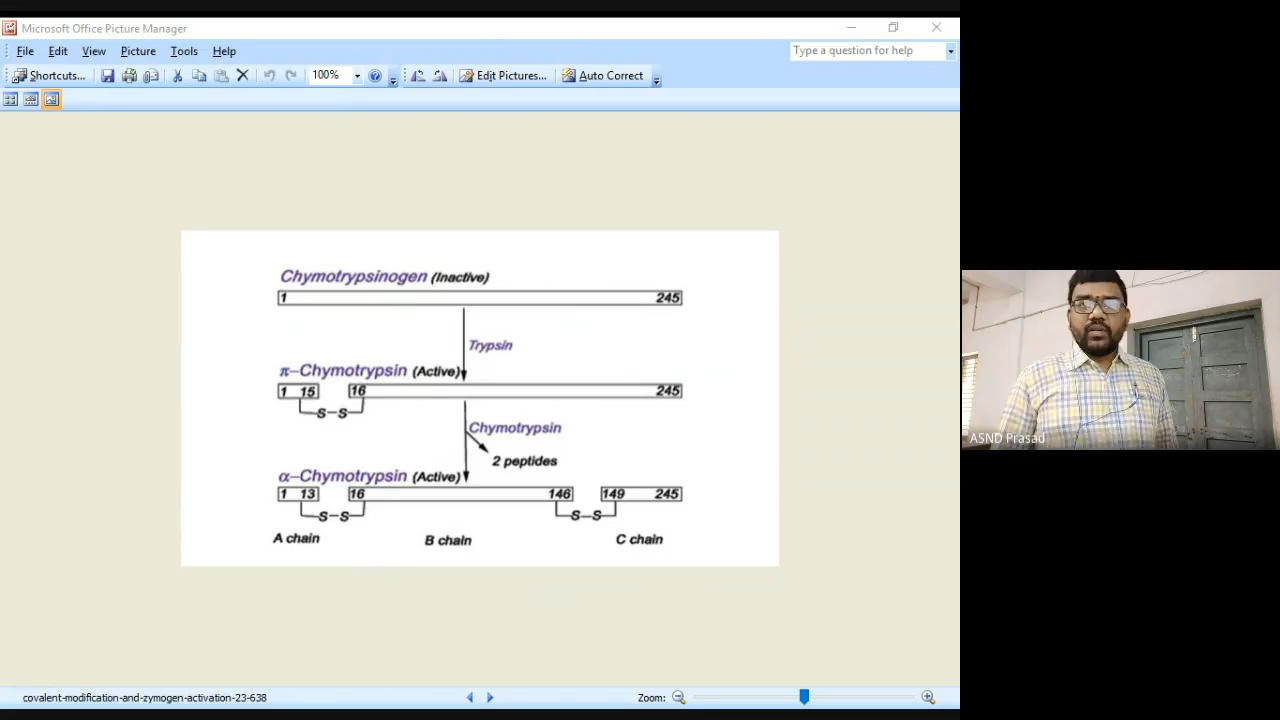 Microsoft Office Picture Manager
File Edit View Picture Tools Help
Type a question for help
Shortcuts...
100%
Edit Pictures...
Auto Correct
Chymotrypsinogen (Inactive)
1 245
Trypsin
π–Chymotrypsin (Active)
1 15 16 245
S–S
Chymotrypsin
2 peptides
α–Chymotrypsin (Active)
1 13 16 146 149 245
S–S S–S
A chain B chain C chain
ASND Prasad
covalent-modification-and-zymogen-activation-23-638
Zoom: